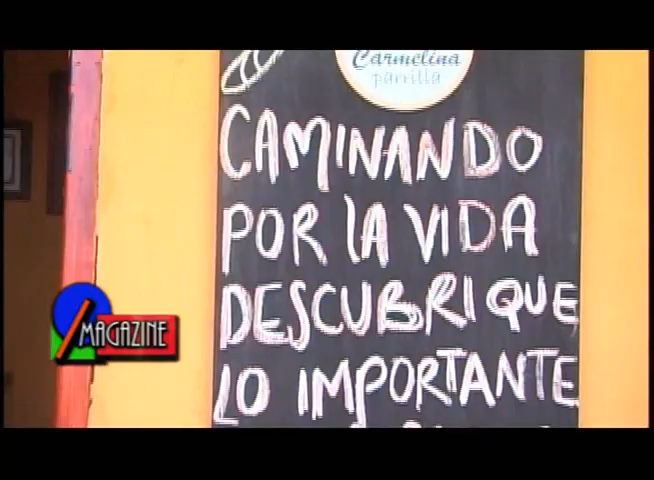 Carmelina
parrilla
CAMINANDO
POR LA VIDA
DESCUBRI QUE
LO IMPORTANTE
MAGAZINE